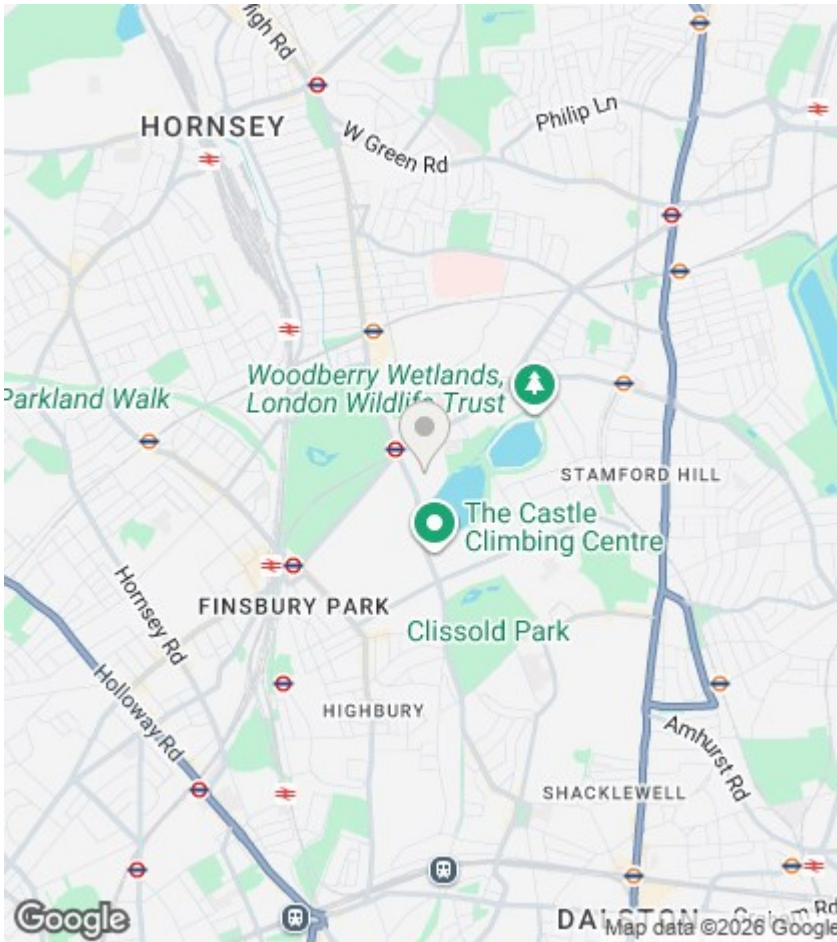 High Rd
HORNSEY
W Green Rd
Philip Ln
Woodberry Wetlands,
London Wildlife Trust
Parkland Walk
STAMFORD HILL
The Castle
Climbing Centre
FINSBURY PARK
Hornsey Rd
Clissold Park
Holloway Rd
HIGHBURY
Amhurst Rd
SHACKLEWELL
DALSTON
Graham Rd
Google
Map data ©2026 Google